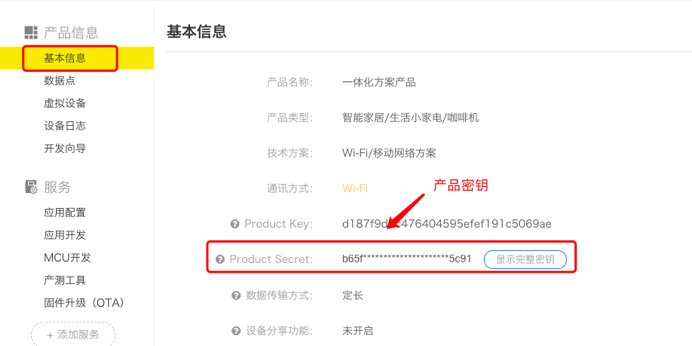 产品信息
基本信息
数据点
虚拟设备
设备日志
开发向导
服务
应用配置
应用开发
MCU开发
产测工具
固件升级（OTA）
+ 添加服务
基本信息
产品名称: 一体化方案产品
产品类型: 智能家居/生活小家电/咖啡机
技术方案: Wi-Fi/移动网络方案
通讯方式: Wi-Fi
产品密钥
Product Key:
Product Secret: b65f**********************5c91 显示完整密钥
数据传输方式: 定长
设备分享功能: 未开启